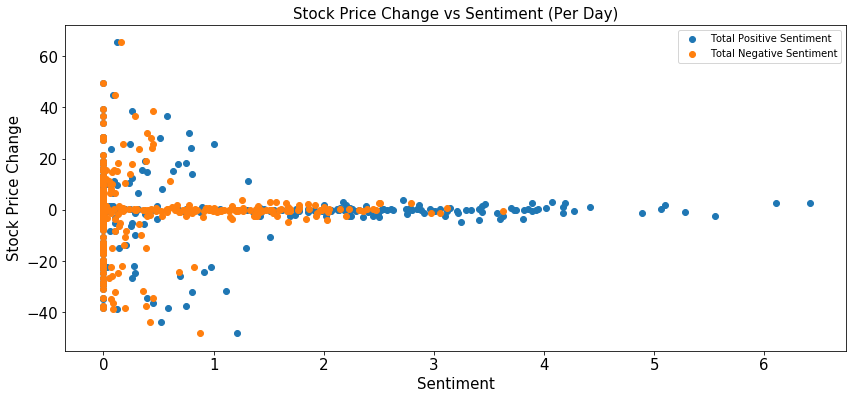 Stock Price Change vs Sentiment (Per Day)
Total Positive Sentiment
Total Negative Sentiment
Stock Price Change
60
40
20
0
−20
−40
0 1 2 3 4 5 6
Sentiment